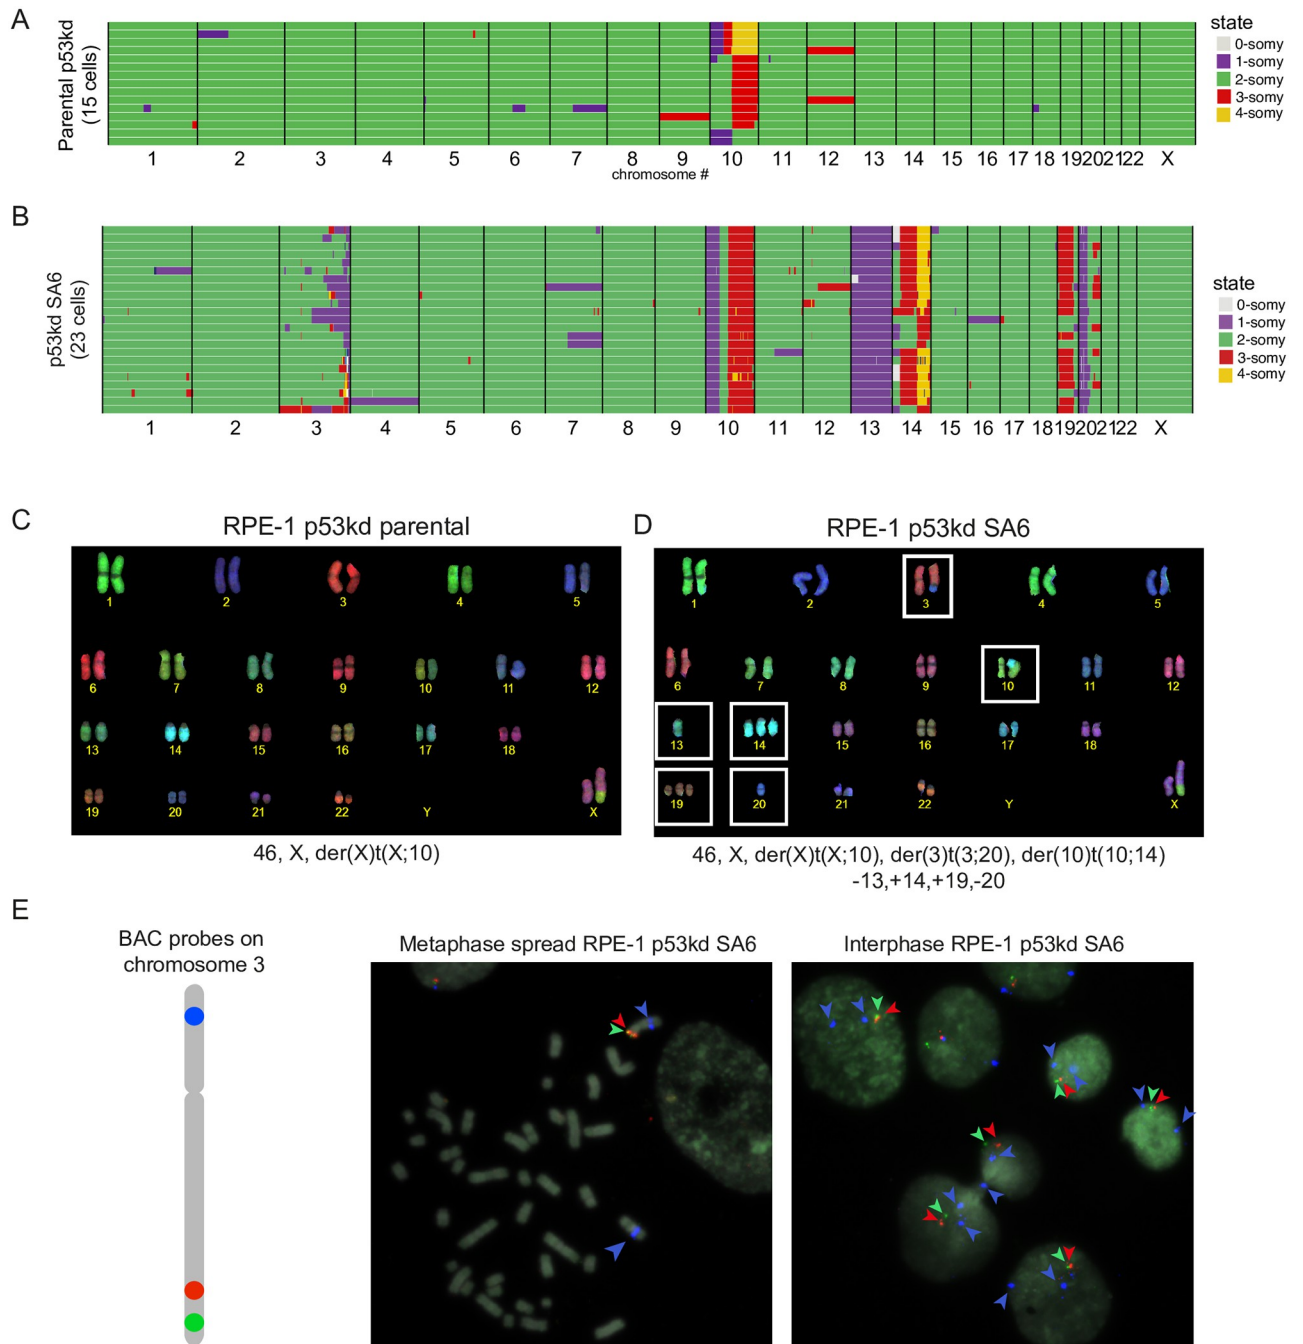 A
Parental p53kd
(15 cells)
state
0-somy
1-somy
2-somy
3-somy
4-somy
1 2 3 4 5 6 7 8 9 10 11 12 13 14 15 16 17 18 19 20 21 22 X
chromosome #
B
p53kd SA6
(23 cells)
state
0-somy
1-somy
2-somy
3-somy
4-somy
1 2 3 4 5 6 7 8 9 10 11 12 13 14 15 16 17 18 19 20 21 22 X
C
RPE-1 p53kd parental
1 2 3 4 5
6 7 8 9 10 11 12
13 14 15 16 17 18
19 20 21 22 Y X
46, X, der(X)t(X;10)
D
RPE-1 p53kd SA6
1 2 3 4 5
6 7 8 9 10 11 12
13 14 15 16 17 18
19 20 21 22 Y X
46, X, der(X)t(X;10), der(3)t(3;20), der(10)t(10;14)
-13,+14,+19,-20
E
BAC probes on
chromosome 3
Metaphase spread RPE-1 p53kd SA6
Interphase RPE-1 p53kd SA6